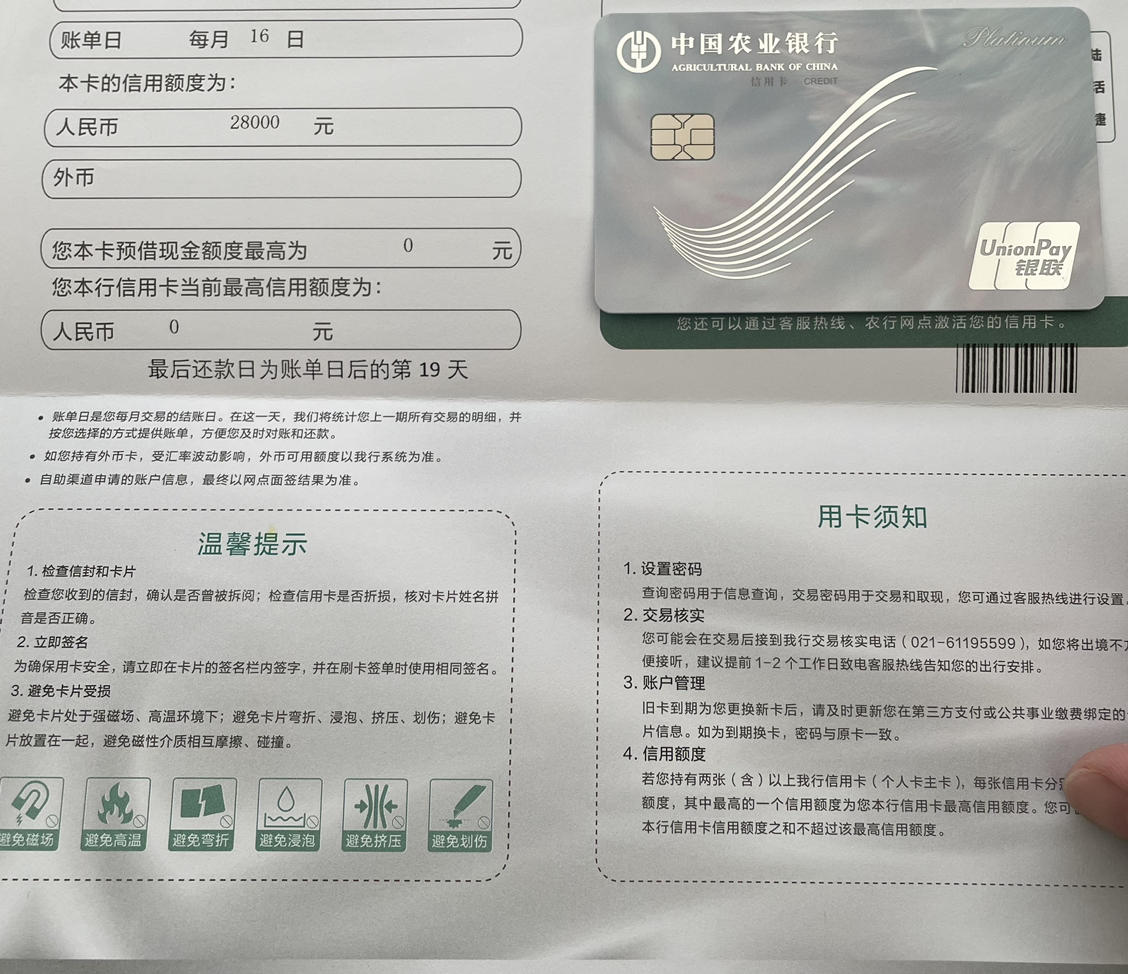 账单日 每月 16 日
本卡的信用额度为：
人民币 28000 元
外币
您本卡预借现金额度最高为 0 元
您本行信用卡当前最高信用额度为：
人民币 0 元
最后还款日为账单日后的第 19 天
• 账单日是您每月交易的结账日。在这一天，我们将统计您上一期所有交易的明细，并
按您选择的方式提供账单，方便您及时对账和还款。
• 如您持有外币卡，受汇率波动影响，外币可用额度以我行系统为准。
• 自助渠道申请的账户信息，最终以网点面签结果为准。
温馨提示
1. 检查信封和卡片
检查您收到的信封，确认是否曾被拆阅；检查信用卡是否折损，核对卡片姓名拼
音是否正确。
2. 立即签名
为确保用卡安全，请立即在卡片的签名栏内签字，并在刷卡签单时使用相同签名。
3. 避免卡片受损
避免卡片处于强磁场、高温环境下；避免卡片弯折、浸泡、挤压、划伤；避免卡
片放置在一起，避免磁性介质相互摩擦、碰撞。
避免磁场 避免高温 避免弯折 避免浸泡 避免挤压 避免划伤
中国农业银行
AGRICULTURAL BANK OF CHINA
信用卡 CREDIT
Platinum
UnionPay
银联
陆
活
捷
您还可以通过客服热线、农行网点激活您的信用卡。
用卡须知
1. 设置密码
查询密码用于信息查询，交易密码用于交易和取现，您可通过客服热线进行设置。
2. 交易核实
您可能会在交易后接到我行交易核实电话（021-61195599），如您将出境不方
便接听，建议提前 1-2 个工作日致电客服热线告知您的出行安排。
3. 账户管理
旧卡到期为您更换新卡后，请及时更新您在第三方支付或公共事业缴费绑定的
片信息。如为到期换卡，密码与原卡一致。
4. 信用额度
若您持有两张（含）以上我行信用卡（个人卡主卡），每张信用卡分
额度，其中最高的一个信用额度为您本行信用卡最高信用额度。您可
本行信用卡信用额度之和不超过该最高信用额度。